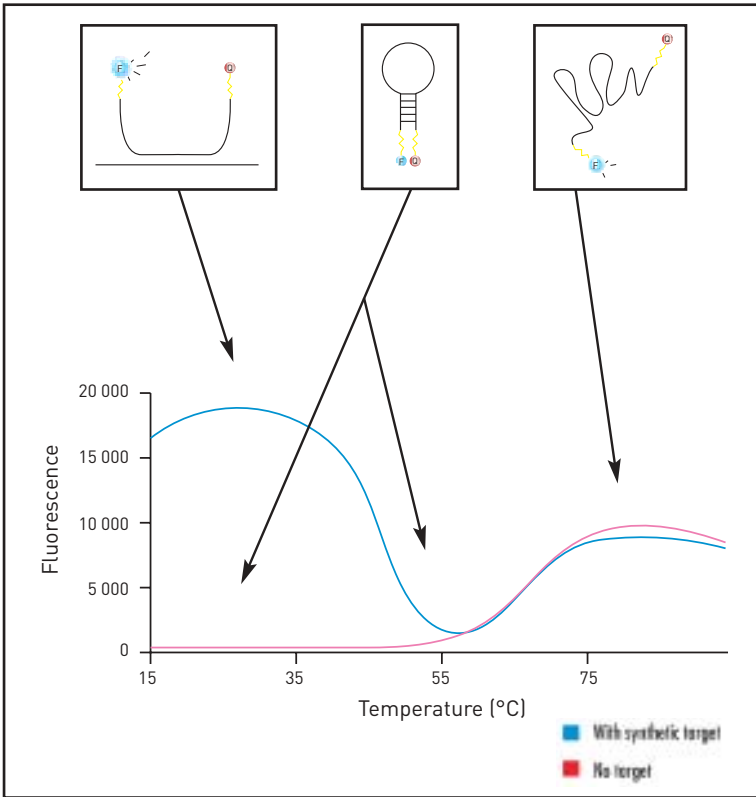 F Q
F Q
Q
F
20 000
15 000
10 000
5 000
0
Fluorescence
15 35 55 75
Temperature (°C)
With synthetic target
No target